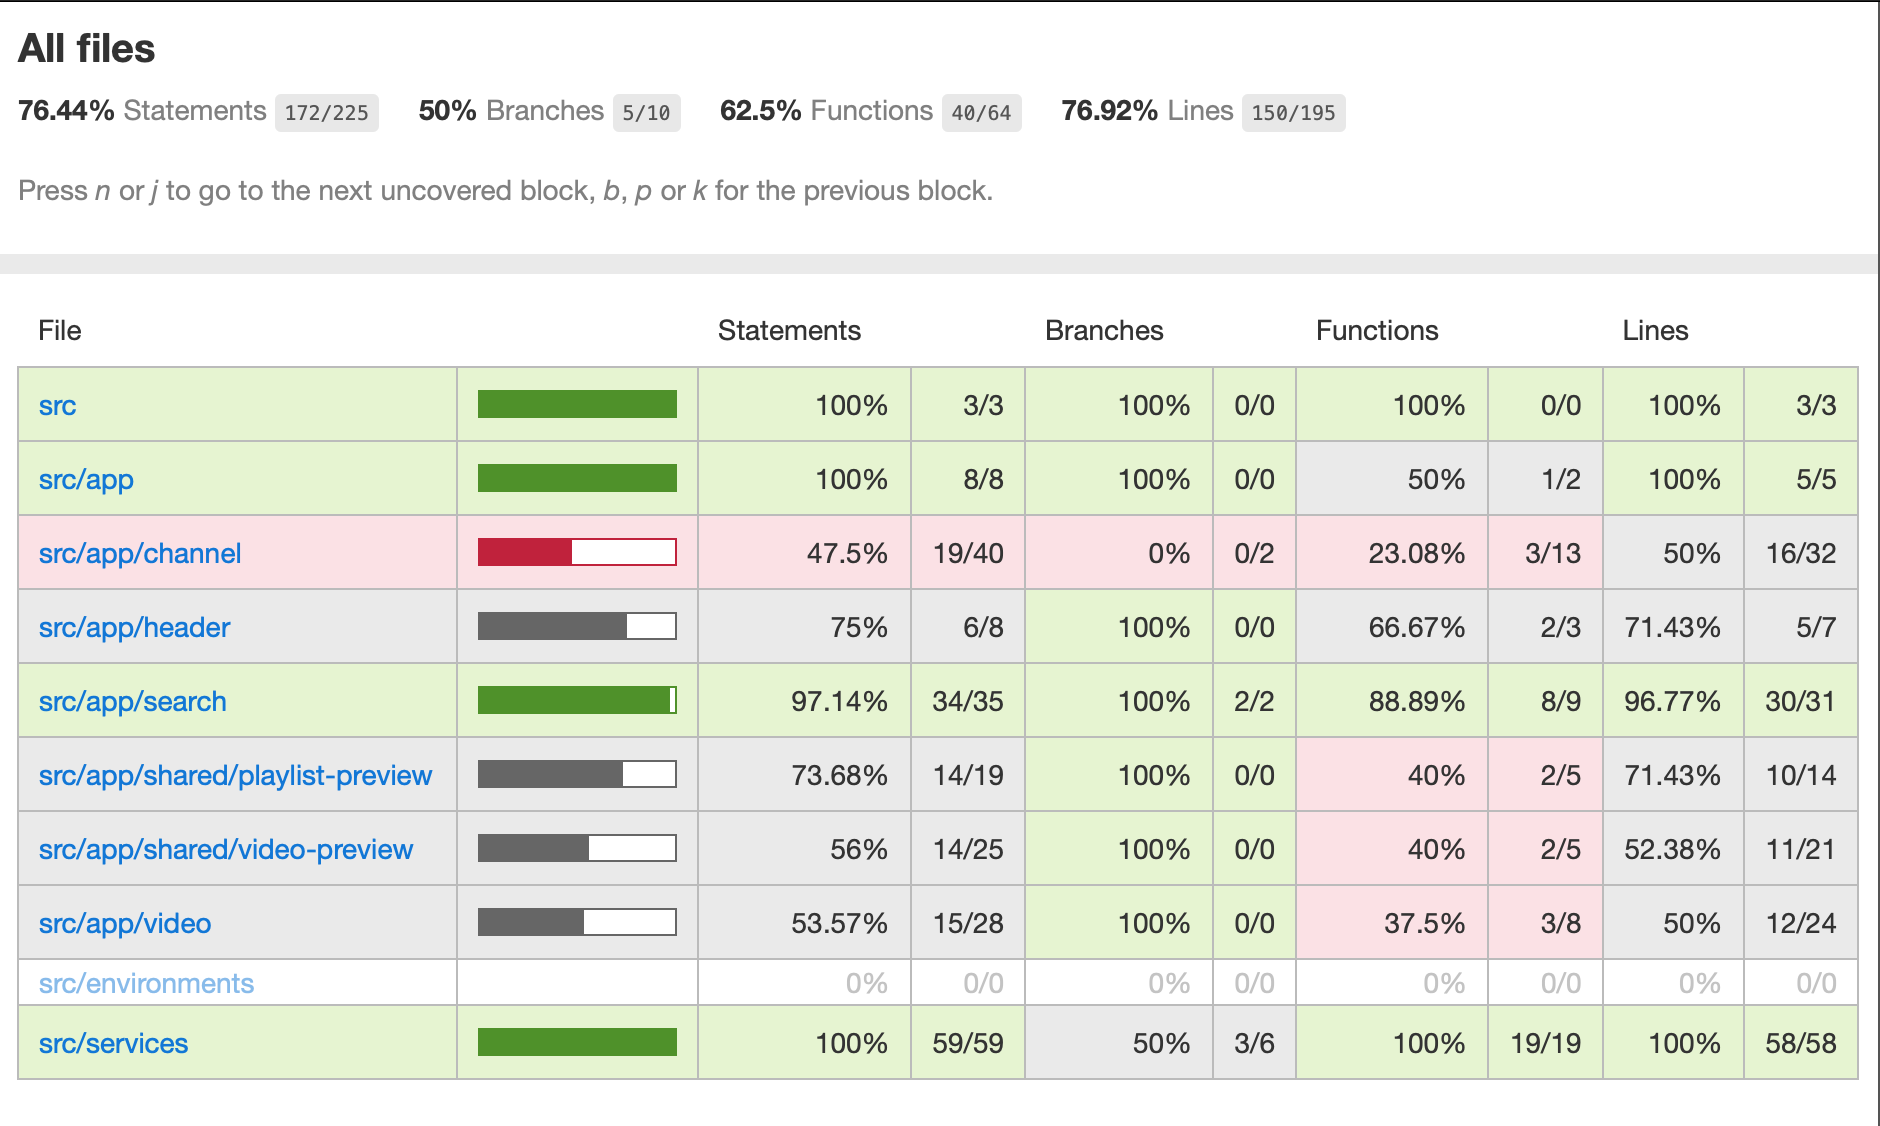 All files
76.44% Statements 172/225 50% Branches 5/10 62.5% Functions 40/64 76.92% Lines 150/195
Press n or j to go to the next uncovered block, b, p or k for the previous block.
File Statements Branches Functions Lines
src 100% 3/3 100% 0/0 100% 0/0 100% 3/3
src/app 100% 8/8 100% 0/0 50% 1/2 100% 5/5
src/app/channel 47.5% 19/40 0% 0/2 23.08% 3/13 50% 16/32
src/app/header 75% 6/8 100% 0/0 66.67% 2/3 71.43% 5/7
src/app/search 97.14% 34/35 100% 2/2 88.89% 8/9 96.77% 30/31
src/app/shared/playlist-preview 73.68% 14/19 100% 0/0 40% 2/5 71.43% 10/14
src/app/shared/video-preview 56% 14/25 100% 0/0 40% 2/5 52.38% 11/21
src/app/video 53.57% 15/28 100% 0/0 37.5% 3/8 50% 12/24
src/environments 0% 0/0 0% 0/0 0% 0/0 0% 0/0
src/services 100% 59/59 50% 3/6 100% 19/19 100% 58/58